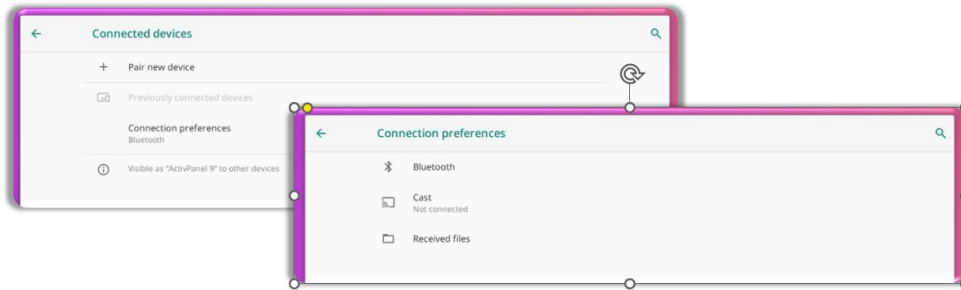 Connected devices
Pair new device
Previously connected devices
Connection preferences
Bluetooth
Visible as "ActivPanel 9" to other devices
Connection preferences
Bluetooth
Cast
Not connected
Received files